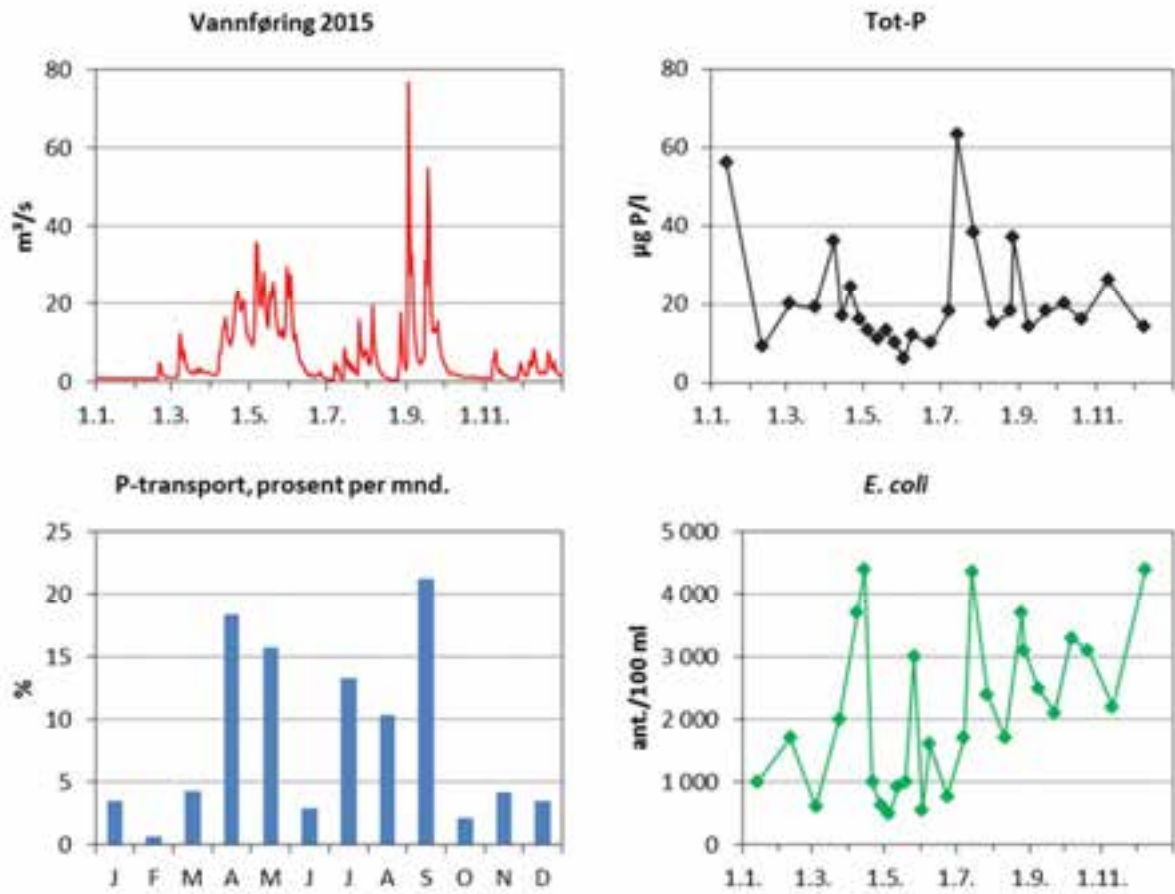 Vannføring 2015
m³/s
80
60
40
20
0
1.1. 1.3. 1.5. 1.7. 1.9. 1.11.
Tot-P
µg P/l
80
60
40
20
0
1.1. 1.3. 1.5. 1.7. 1.9. 1.11.
P-transport, prosent per mnd.
%
25
20
15
10
5
0
J F M A M J J A S O N D
E. coli
ant./100 ml
5 000
4 000
3 000
2 000
1 000
0
1.1. 1.3. 1.5. 1.7. 1.9. 1.11.